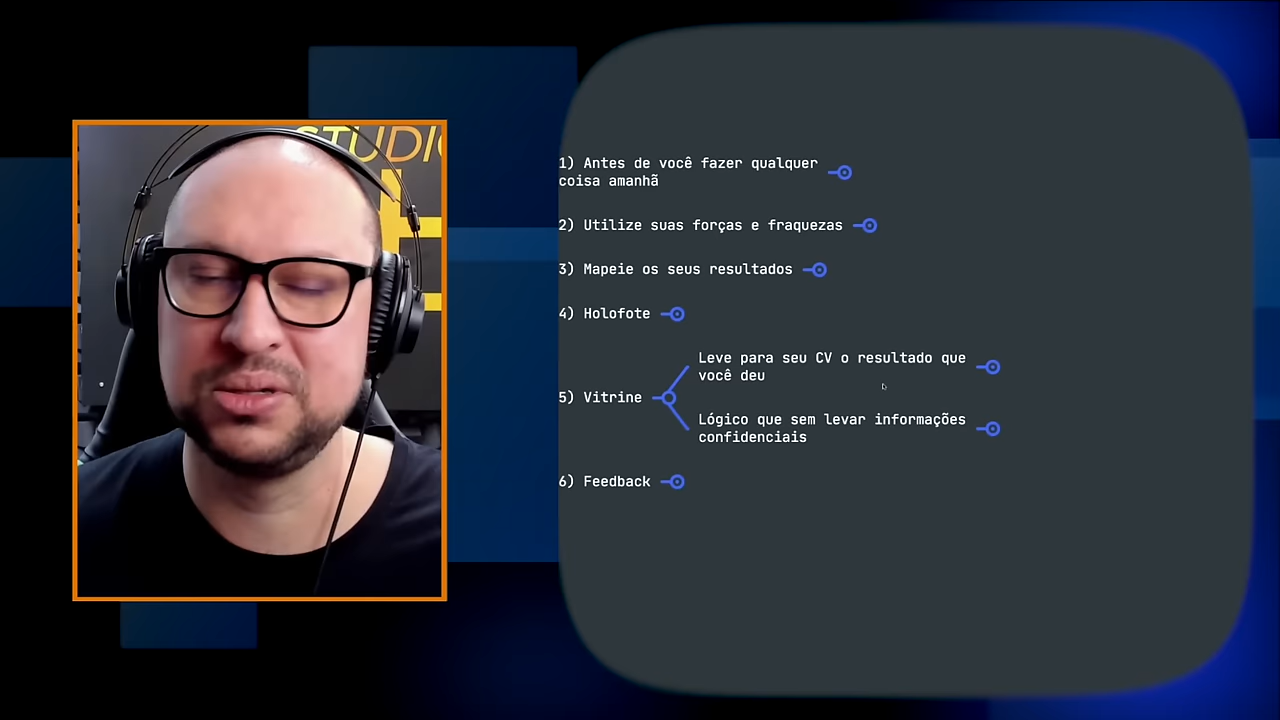 STUDIO
1) Antes de você fazer qualquer
coisa amanhã
2) Utilize suas forças e fraquezas
3) Mapeie os seus resultados
4) Holofote
Leve para seu CV o resultado que
você deu
5) Vitrine
Lógico que sem levar informações
confidenciais
6) Feedback